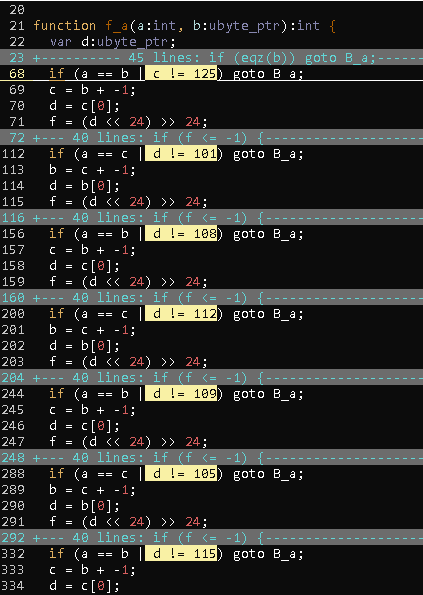 20
21 function f_a(a:int, b:ubyte_ptr):int {
22   var d:ubyte_ptr;
23 +---------- 45 lines: if (eqz(b)) goto B_a;------
68   if (a == b | c != 125) goto B_a;
69   c = b + -1;
70   d = c[0];
71   f = (d << 24) >> 24;
72 +--- 40 lines: if (f <= -1) {--------------------
112   if (a == c | d != 101) goto B_a;
113   b = c + -1;
114   d = b[0];
115   f = (d << 24) >> 24;
116 +--- 40 lines: if (f <= -1) {--------------------
156   if (a == b | d != 108) goto B_a;
157   c = b + -1;
158   d = c[0];
159   f = (d << 24) >> 24;
160 +--- 40 lines: if (f <= -1) {--------------------
200   if (a == c | d != 112) goto B_a;
201   b = c + -1;
202   d = b[0];
203   f = (d << 24) >> 24;
204 +--- 40 lines: if (f <= -1) {--------------------
244   if (a == b | d != 109) goto B_a;
245   c = b + -1;
246   d = c[0];
247   f = (d << 24) >> 24;
248 +--- 40 lines: if (f <= -1) {--------------------
288   if (a == c | d != 105) goto B_a;
289   b = c + -1;
290   d = b[0];
291   f = (d << 24) >> 24;
292 +--- 40 lines: if (f <= -1) {--------------------
332   if (a == b | d != 115) goto B_a;
333   c = b + -1;
334   d = c[0];